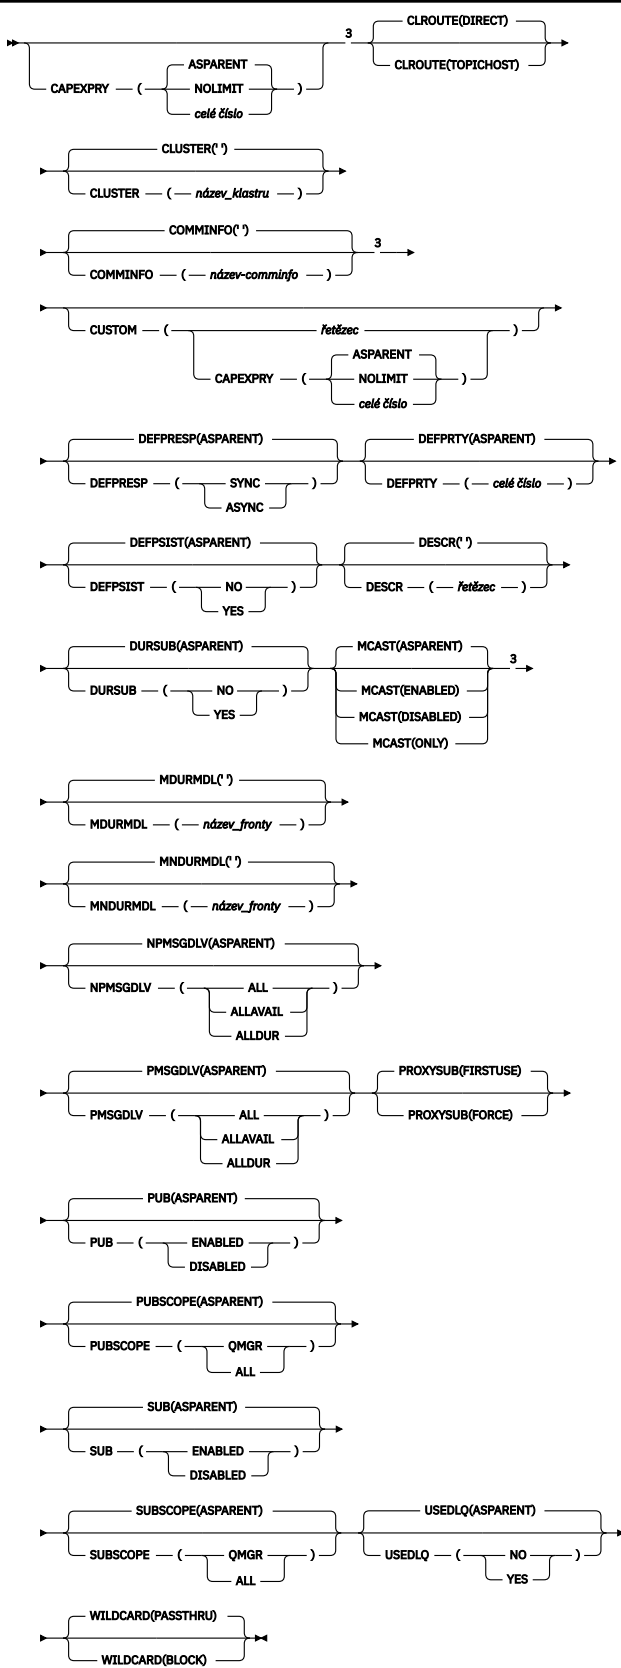 CAPEXPRY ( ASPARENT NOLIMIT celé číslo ) 3 CLROUTE(DIRECT) CLROUTE(TOPICHOST)
CLUSTER(' ')
CLUSTER ( název_klastru )
COMMINFO(' ') 3
COMMINFO ( název-comminfo )
CUSTOM ( řetězec )
CAPEXPRY ( ASPARENT NOLIMIT celé číslo )
DEFPRESP(ASPARENT) DEFPRTY(ASPARENT)
DEFPRESP ( SYNC ) DEFPRTY ( celé číslo )
ASYNC
DEFPSIST(ASPARENT) DESCR(' ')
DEFPSIST ( NO ) DESCR ( řetězec )
YES
DURSUB(ASPARENT) MCAST(ASPARENT) 3
DURSUB ( NO ) MCAST(ENABLED)
YES MCAST(DISABLED)
MCAST(ONLY)
MDURMDL(' ')
MDURMDL ( název_fronty )
MNDURMDL(' ')
MNDURMDL ( název_fronty )
NPMSGDLV(ASPARENT)
NPMSGDLV ( ALL )
ALLAVAIL
ALLDUR
PMSGDLV(ASPARENT) PROXYSUB(FIRSTUSE)
PMSGDLV ( ALL ) PROXYSUB(FORCE)
ALLAVAIL
ALLDUR
PUB(ASPARENT)
PUB ( ENABLED )
DISABLED
PUBSCOPE(ASPARENT)
PUBSCOPE ( QMGR )
ALL
SUB(ASPARENT)
SUB ( ENABLED )
DISABLED
SUBSCOPE(ASPARENT) USEDLQ(ASPARENT)
SUBSCOPE ( QMGR ) USEDLQ ( NO )
ALL YES
WILDCARD(PASSTHRU)
WILDCARD(BLOCK)